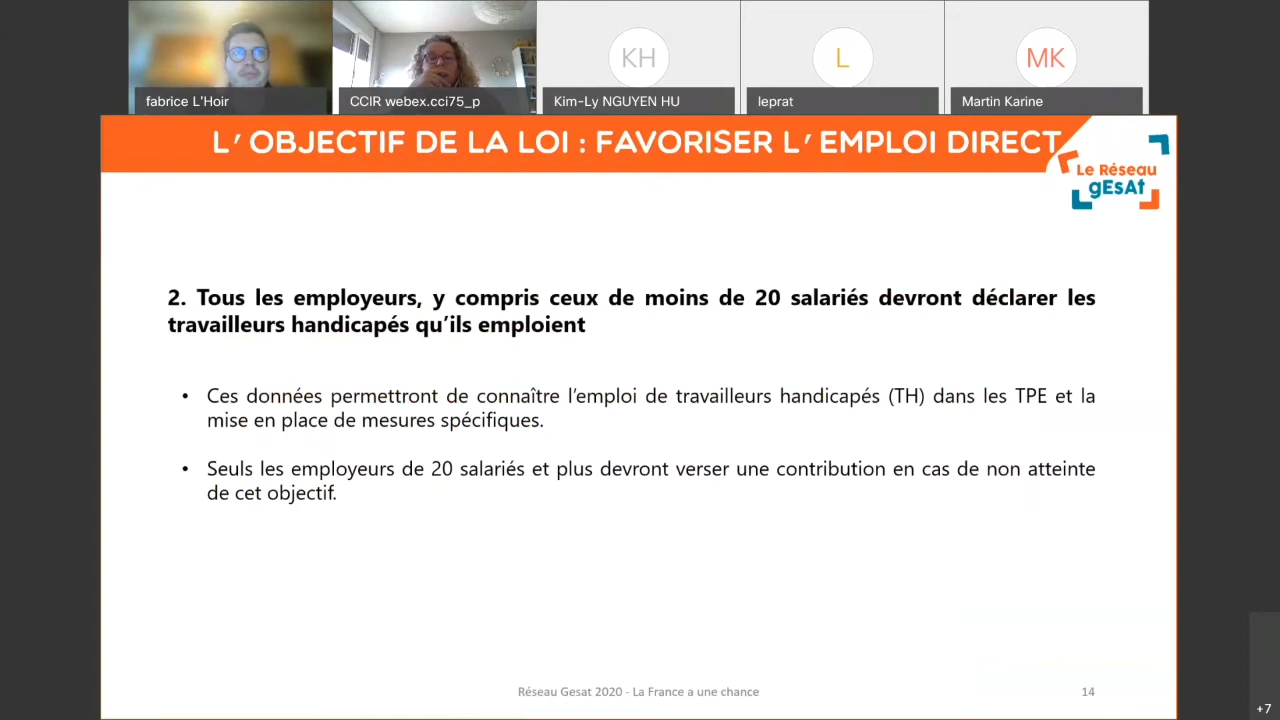 KH
L
MK
fabrice L'Hoir
CCIR webex.cci75_p
Kim-Ly NGUYEN HU
leprat
Martin Karine
L’ OBJECTIF DE LA LOI : FAVORISER L’ EMPLOI DIRECT
Le Réseau
gEsAt
2. Tous les employeurs, y compris ceux de moins de 20 salariés devront déclarer les
travailleurs handicapés qu’ils emploient
• Ces données permettront de connaître l’emploi de travailleurs handicapés (TH) dans les TPE et la
mise en place de mesures spécifiques.
• Seuls les employeurs de 20 salariés et plus devront verser une contribution en cas de non atteinte
de cet objectif.
Réseau Gesat 2020 - La France a une chance
14
+7